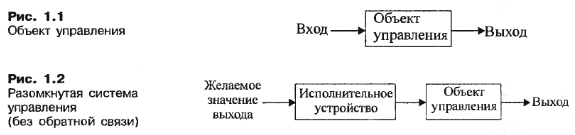 Рис. 1.1
Объект управления
Вход
Объект
управления
Выход
Рис. 1.2
Разомкнутая система
управления
(без обратной связи)
Желаемое
значение
выхода
Исполнительное
устройство
Объект
управления
Выход